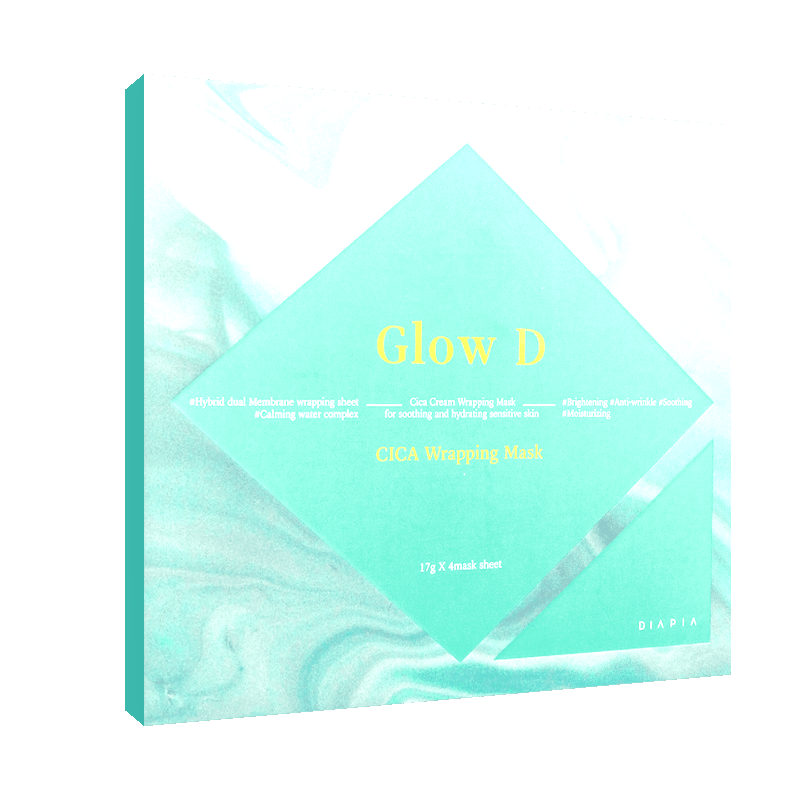 Glow D
#Hybrid dual Membrane wrapping sheet
#Calming water complex
Cica Cream Wrapping Mask
for soothing and hydrating sensitive skin
#Brightening #Anti-wrinkle #Soothing
#Moisturizing
CICA Wrapping Mask
17g X 4mask sheet
DIAPIA